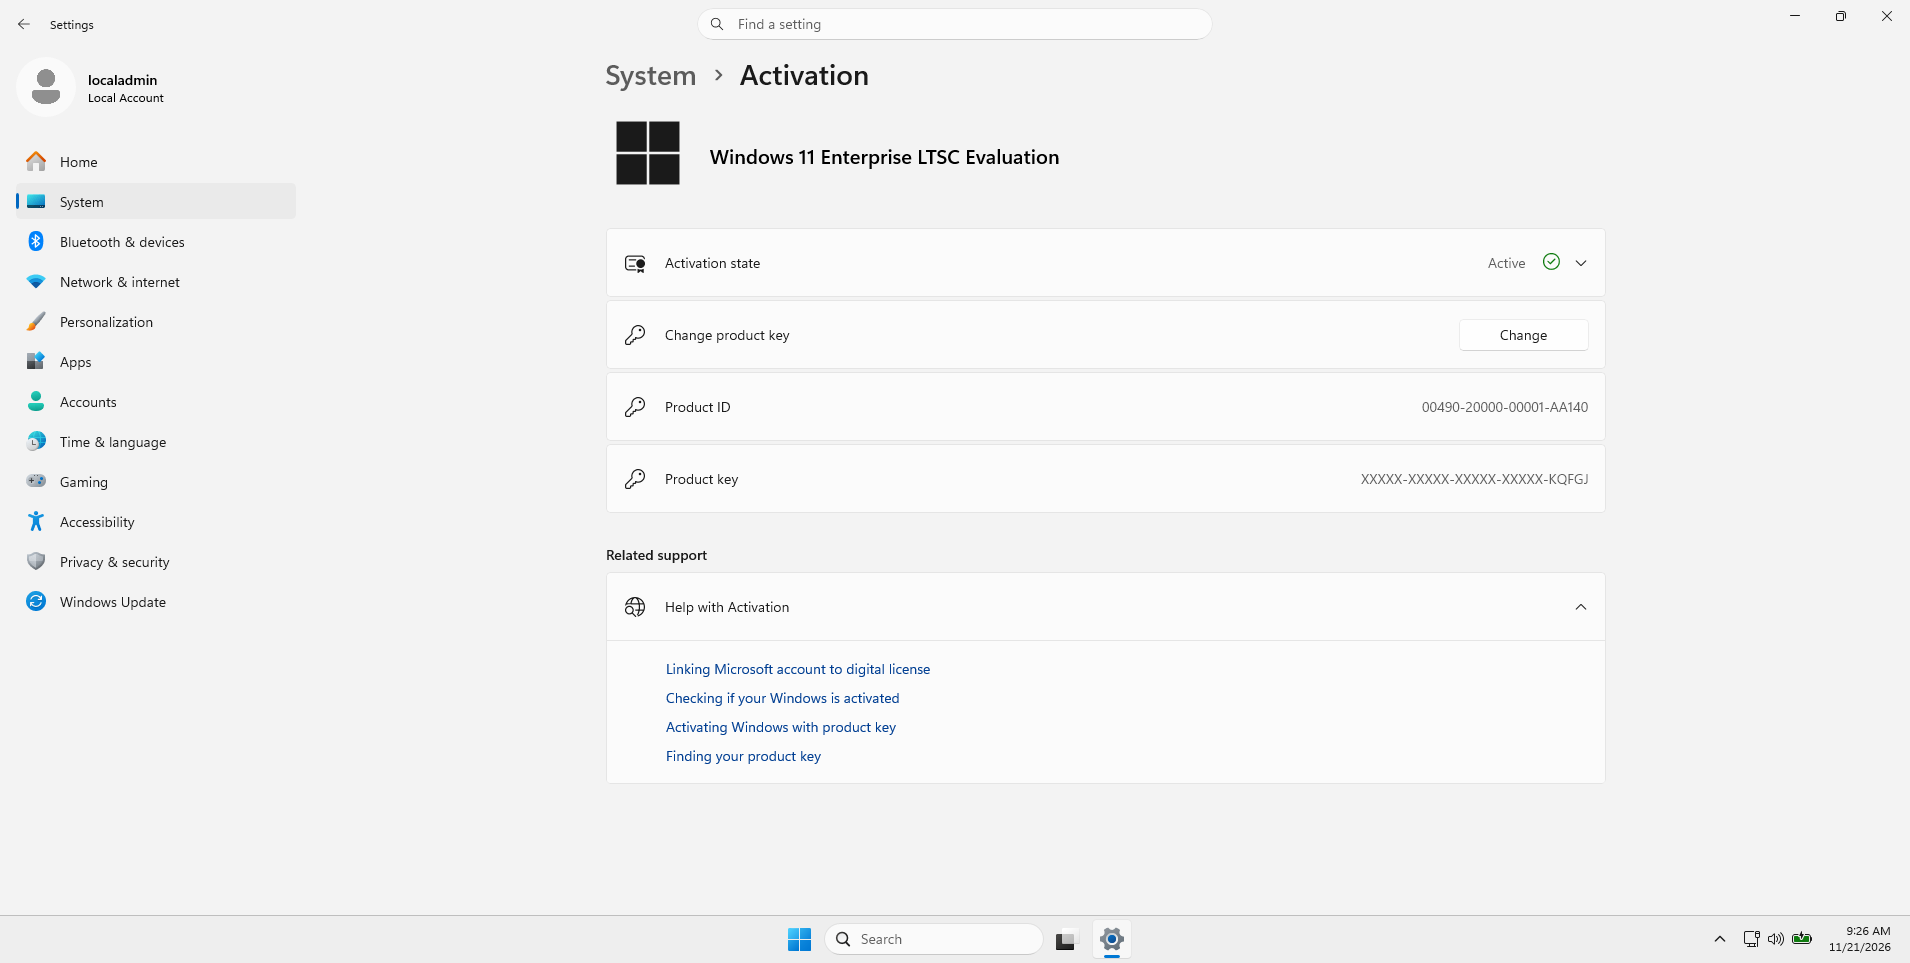 Settings
Find a setting
localadmin
Local Account
Home
System
Bluetooth & devices
Network & internet
Personalization
Apps
Accounts
Time & language
Gaming
Accessibility
Privacy & security
Windows Update
System > Activation
Windows 11 Enterprise LTSC Evaluation
Activation state Active
Change product key Change
Product ID 00490-20000-00001-AA140
Product key XXXXX-XXXXX-XXXXX-XXXXX-KQFGJ
Related support
Help with Activation
Linking Microsoft account to digital license
Checking if your Windows is activated
Activating Windows with product key
Finding your product key
Search
9:26 AM
11/21/2026